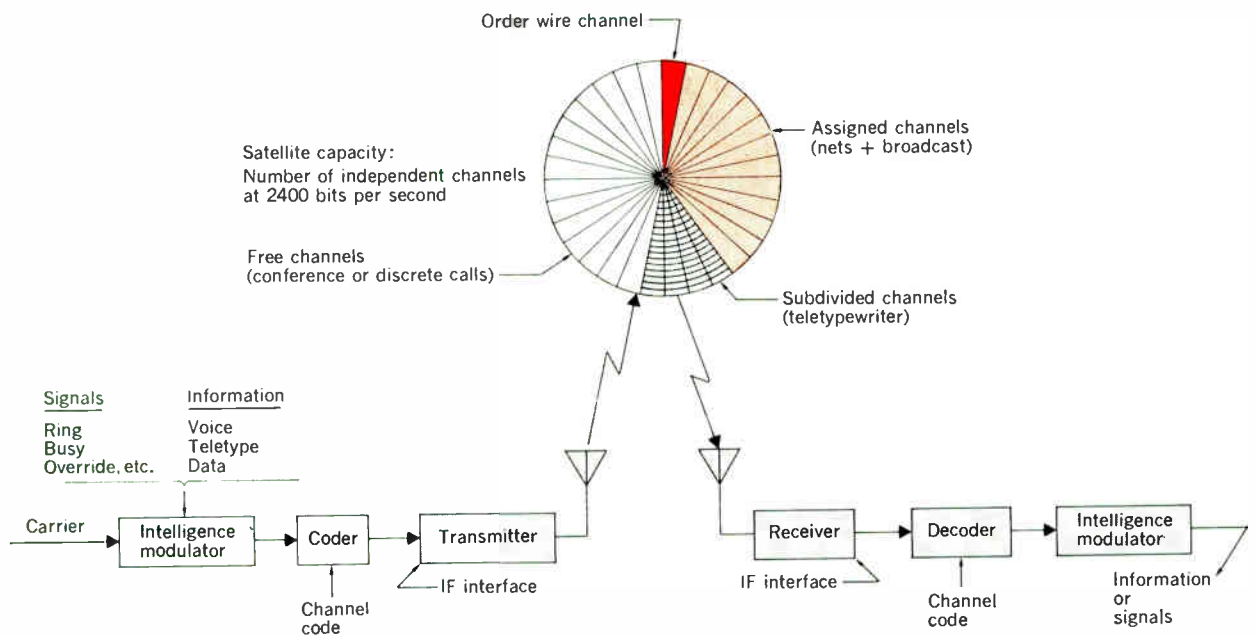 Order wire channel
Assigned channels
(nets + broadcast)
Satellite capacity:
Number of independent channels
at 2400 bits per second
Free channels
(conference or discrete calls)
Subdivided channels
(teletypewriter)
Signals
Ring
Busy
Override, etc.
Information
Voice
Teletype
Data
Carrier
Intelligence
modulator
Coder
Transmitter
IF interface
Channel
code
Receiver
Decoder
Intelligence
modulator
IF interface
Channel
code
Information
or
signals